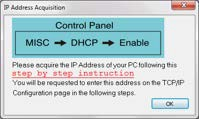 IP Address Acquisition
Control Panel
MISC DHCP Enable
Please acquire the IP Address of your PC following this
step by step instruction
You will be requested to enter this address on the TCP/IP
Configuration page in the following steps.
OK